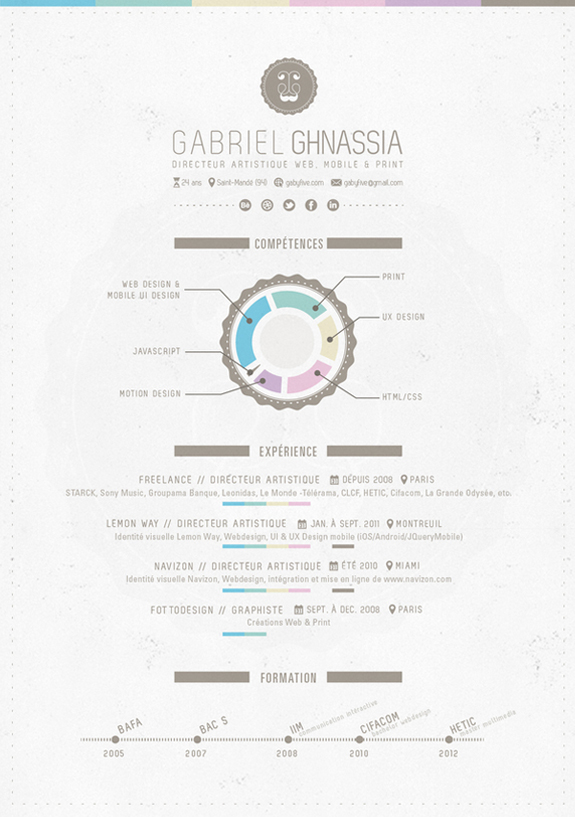 GABRIEL GHNASSIA
DIRECTEUR ARTISTIQUE WEB, MOBILE & PRINT
24 ans Saint-Mandé (94) gabyfive.com gabyfive@gmail.com
Bē f in
COMPÉTENCES
WEB DESIGN &
MOBILE UI DESIGN
PRINT
UX DESIGN
JAVASCRIPT
MOTION DESIGN
HTML/CSS
EXPÉRIENCE
FREELANCE // DIRECTEUR ARTISTIQUE DÉPUIS 2008 PARIS
STARCK, Sony Music, Groupama Banque, Leonidas, Le Monde -Télérama, CLCF, HETIC, Cifacom, La Grande Odysée, etc.
LEMON WAY // DIRECTEUR ARTISTIQUE JAN. À SEPT. 2011 MONTREUIL
Identité visuelle Lemon Way, Webdesign, UI & UX Design mobile (iOS/Android/JQueryMobile)
NAVIZON // DIRECTEUR ARTISTIQUE ÉTÉ 2010 MIAMI
Identité visuelle Navizon, Webdesign, intégration et mise en ligne de www.navizon.com
FOTTODESIGN // GRAPHISTE SEPT. À DEC. 2008 PARIS
Créations Web & Print
FORMATION
BAFA
BAC S
IIM
communication interactive
CIFACOM
bachelor webdesign
HETIC
master multimedia
2005 2007 2008 2010 2012